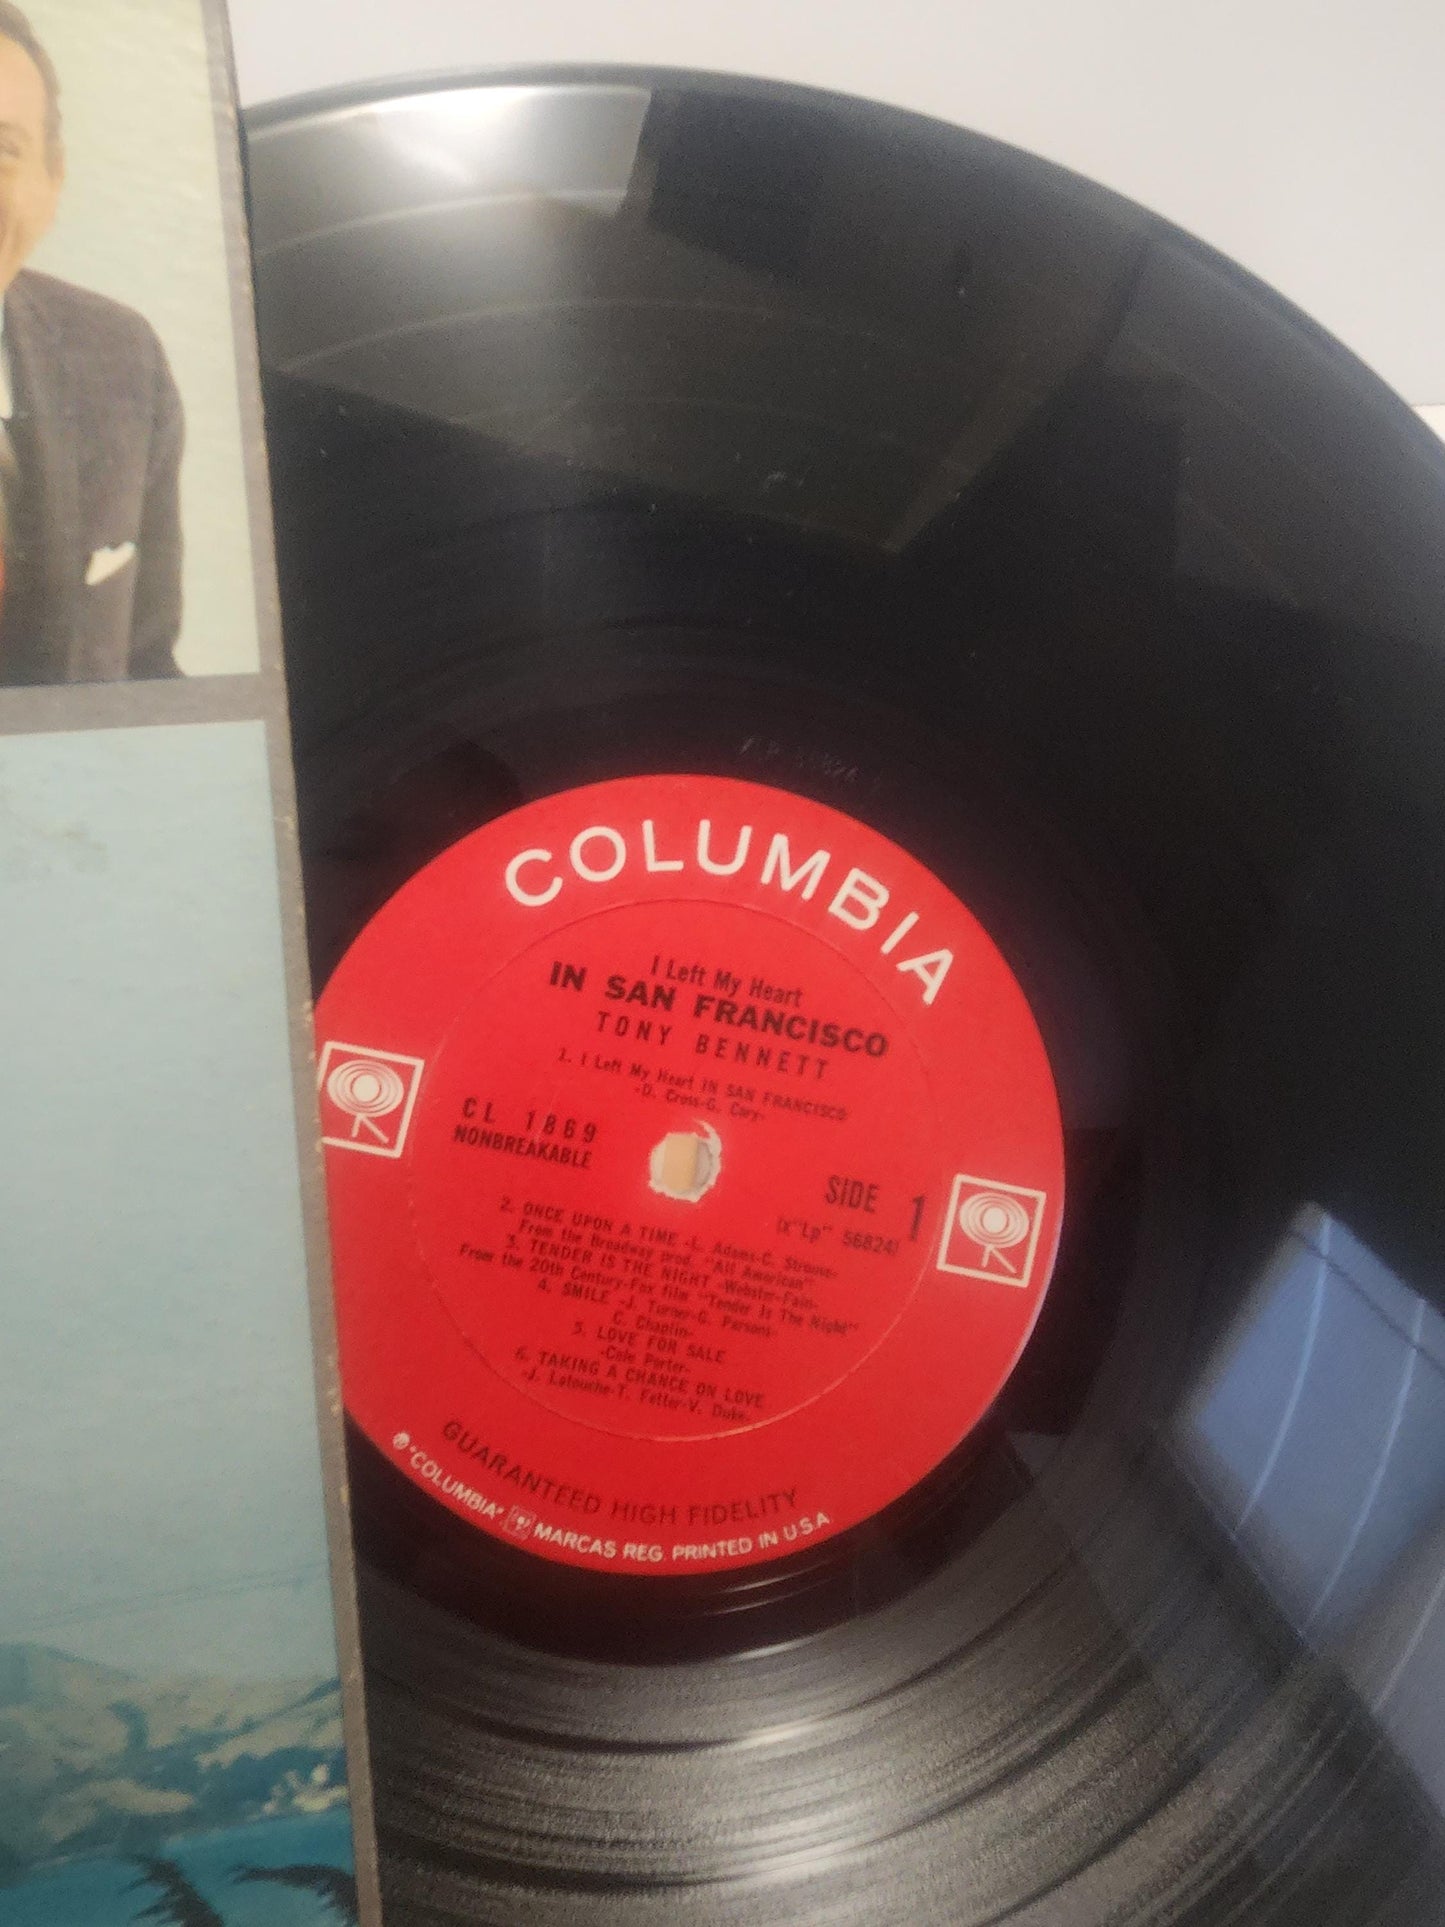 COLUMBIA
I Left My Heart
IN SAN FRANCISCO
TONY BENNETT
1. I Left My Heart IN SAN FRANCISCO
-D. Cross-G. Cory-
CL 1869
NONBREAKABLE
SIDE 1
(x"Lp" 56824)
2. ONCE UPON A TIME -L. Adams-C. Strouse-
From the Broadway prod. "All American"
3. TENDER IS THE NIGHT -Webster-Fain-
From the 20th Century-Fox film "Tender Is The Night"
4. SMILE -J. Turner-G. Parsons-
C. Chaplin-
5. LOVE FOR SALE
-Cole Porter-
6. TAKING A CHANCE ON LOVE
-J. Latouche-T. Fetter-V. Duke-
GUARANTEED HIGH FIDELITY
℗ "COLUMBIA", MARCAS REG. PRINTED IN U.S.A.